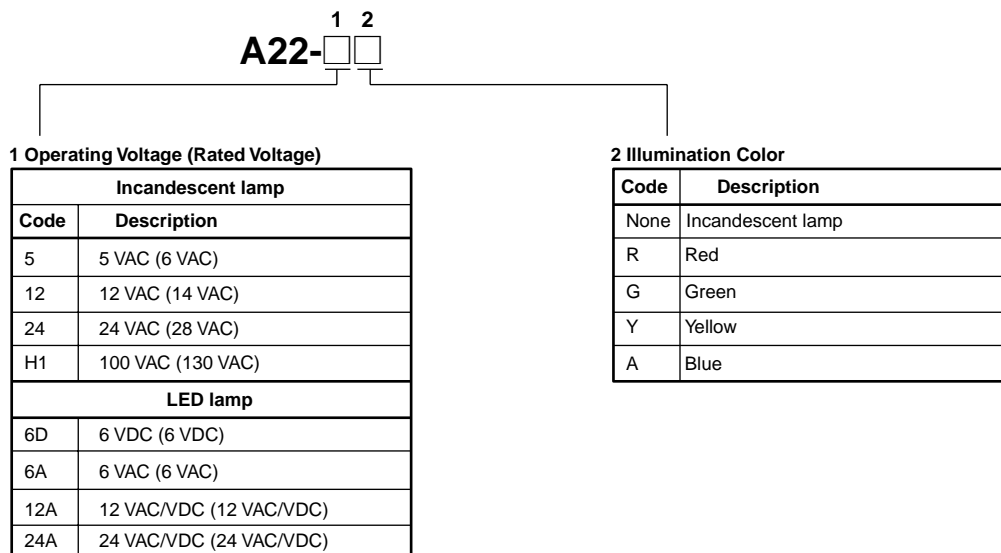 1 2
A22-□□
1 Operating Voltage (Rated Voltage)
Incandescent lamp
Code Description
5 5 VAC (6 VAC)
12 12 VAC (14 VAC)
24 24 VAC (28 VAC)
H1 100 VAC (130 VAC)
LED lamp
6D 6 VDC (6 VDC)
6A 6 VAC (6 VAC)
12A 12 VAC/VDC (12 VAC/VDC)
24A 24 VAC/VDC (24 VAC/VDC)
2 Illumination Color
Code Description
None Incandescent lamp
R Red
G Green
Y Yellow
A Blue